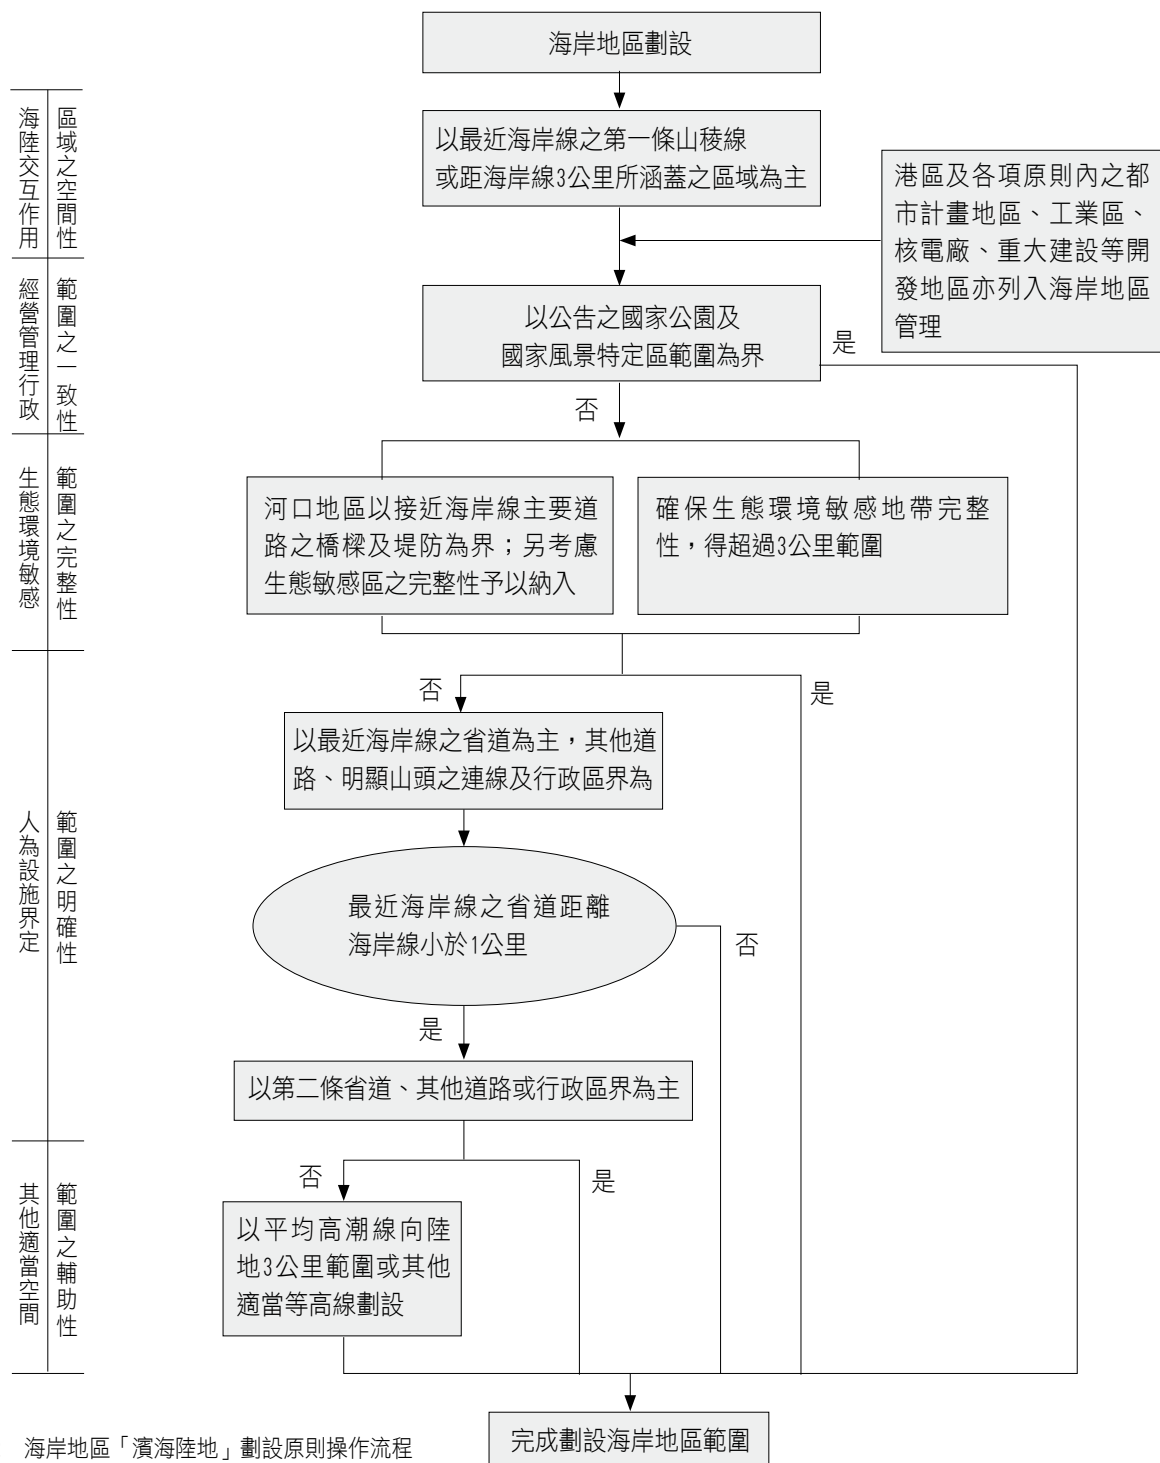 海岸地區劃設
海陸交互作用
區域之空間性
以最近海岸線之第一條山稜線
或距海岸線3公里所涵蓋之區域為主
港區及各項原則內之都
市計畫地區、工業區、
核電廠、重大建設等開
發地區亦列入海岸地區
管理
經營管理行政
範圍之一致性
以公告之國家公園及
國家風景特定區範圍為界
是
否
生態環境敏感
範圍之完整性
河口地區以接近海岸線主要道
路之橋樑及堤防為界；另考慮
生態敏感區之完整性予以納入
確保生態環境敏感地帶完整
性，得超過3公里範圍
否
是
人為設施界定
範圍之明確性
以最近海岸線之省道為主，其他道
路、明顯山頭之連線及行政區界為
最近海岸線之省道距離
海岸線小於1公里
否
是
以第二條省道、其他道路或行政區界為主
其他適當空間
範圍之輔助性
否
是
以平均高潮線向陸
地3公里範圍或其他
適當等高線劃設
海岸地區「濱海陸地」劃設原則操作流程
完成劃設海岸地區範圍